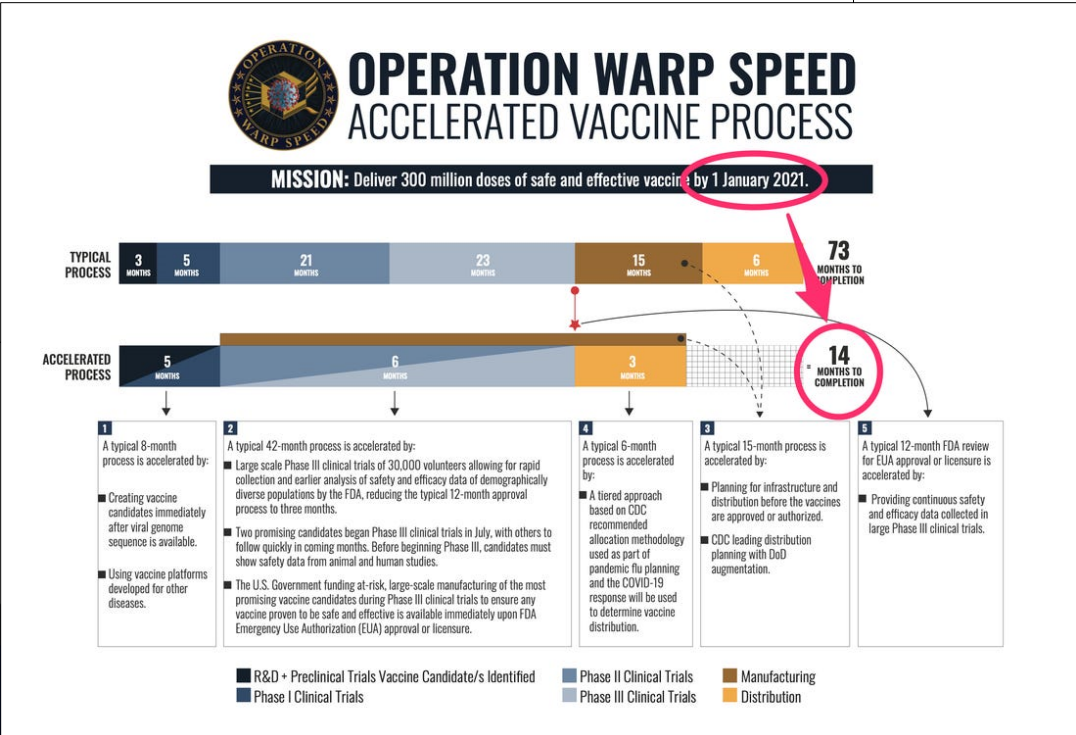 OPERATION
WARP SPEED
OPERATION WARP SPEED
ACCELERATED VACCINE PROCESS
MISSION: Deliver 300 million doses of safe and effective vaccine by 1 January 2021.
TYPICAL
PROCESS
3
MONTHS
5
MONTHS
21
MONTHS
23
MONTHS
15
MONTHS
6
MONTHS
73
MONTHS TO
COMPLETION
ACCELERATED
PROCESS
5
MONTHS
6
MONTHS
3
MONTHS
=
14
MONTHS TO
COMPLETION
1
A typical 8-month
process is accelerated by:
■ Creating vaccine
candidates immediately
after viral genome
sequence is available.
■ Using vaccine platforms
developed for other
diseases.
2
A typical 42-month process is accelerated by:
■ Large scale Phase III clinical trials of 30,000 volunteers allowing for rapid
collection and earlier analysis of safety and efficacy data of demographically
diverse populations by the FDA, reducing the typical 12-month approval
process to three months.
■ Two promising candidates began Phase III clinical trials in July, with others to
follow quickly in coming months. Before beginning Phase III, candidates must
show safety data from animal and human studies.
■ The U.S. Government funding at-risk, large-scale manufacturing of the most
promising vaccine candidates during Phase III clinical trials to ensure any
vaccine proven to be safe and effective is available immediately upon FDA
Emergency Use Authorization (EUA) approval or licensure.
4
A typical 6-month
process is accelerated
by:
■ A tiered approach
based on CDC
recommended
allocation methodology
used as part of
pandemic flu planning
and the COVID-19
response will be used
to determine vaccine
distribution.
3
A typical 15-month process is
accelerated by:
■ Planning for infrastructure and
distribution before the vaccines
are approved or authorized.
■ CDC leading distribution
planning with DoD
augmentation.
5
A typical 12-month FDA review
for EUA approval or licensure is
accelerated by:
■ Providing continuous safety
and efficacy data collected in
large Phase III clinical trials.
R&D + Preclinical Trials Vaccine Candidate/s Identified
Phase I Clinical Trials
Phase II Clinical Trials
Phase III Clinical Trials
Manufacturing
Distribution